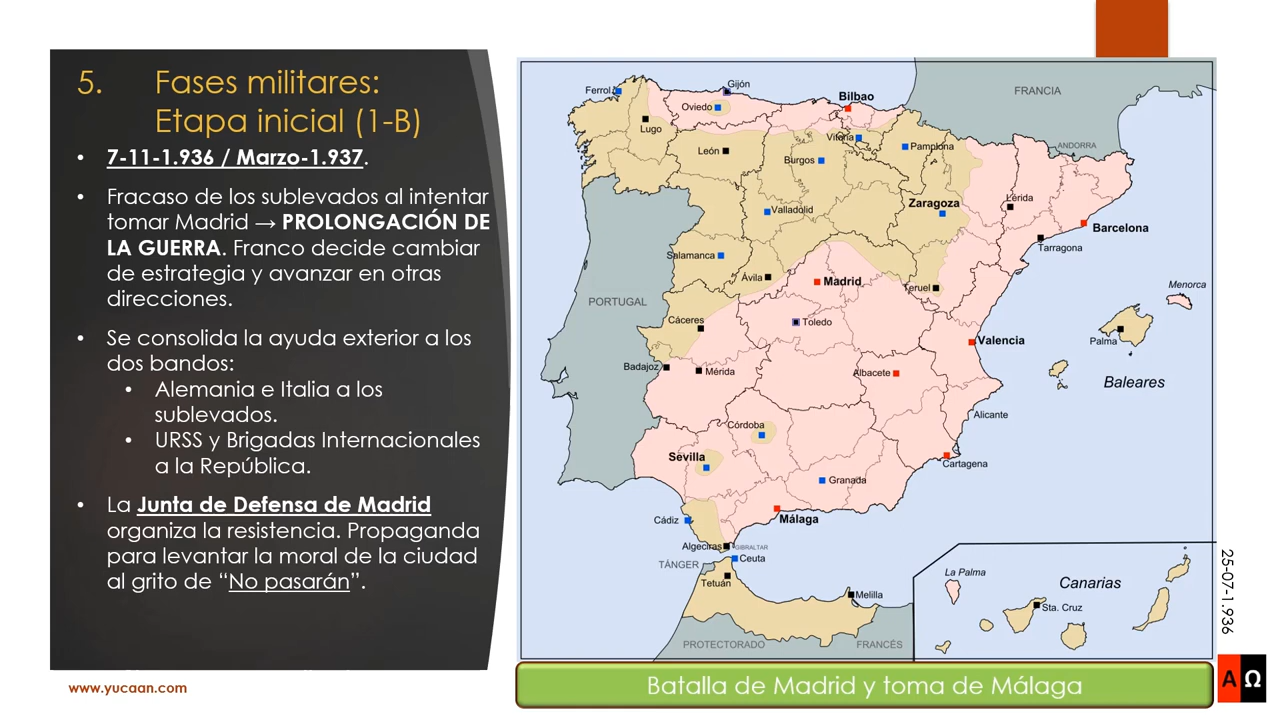 5. Fases militares:
Etapa inicial (1-B)
• 7-11-1.936 / Marzo-1.937.
• Fracaso de los sublevados al intentar
tomar Madrid → PROLONGACIÓN DE
LA GUERRA. Franco decide cambiar
de estrategia y avanzar en otras
direcciones.
• Se consolida la ayuda exterior a los
dos bandos:
• Alemania e Italia a los
sublevados.
• URSS y Brigadas Internacionales
a la República.
• La Junta de Defensa de Madrid
organiza la resistencia. Propaganda
para levantar la moral de la ciudad
al grito de “No pasarán”.
www.yucaan.com
Ferrol
Gijón
Oviedo
Bilbao
FRANCIA
Lugo
Vitoria
Pamplona
ANDORRA
León
Burgos
Lérida
Zaragoza
Valladolid
Barcelona
Tarragona
Salamanca
Ávila
Madrid
Teruel
Menorca
PORTUGAL
Cáceres
Toledo
Valencia
Palma
Badajoz
Mérida
Albacete
Baleares
Alicante
Córdoba
Sevilla
Cartagena
Granada
Cádiz
Málaga
Algeciras
GIBRALTAR
Ceuta
TÁNGER
Tetuán
Melilla
PROTECTORADO
FRANCÉS
La Palma
Canarias
Sta. Cruz
25-07-1.936
Batalla de Madrid y toma de Málaga
Α Ω